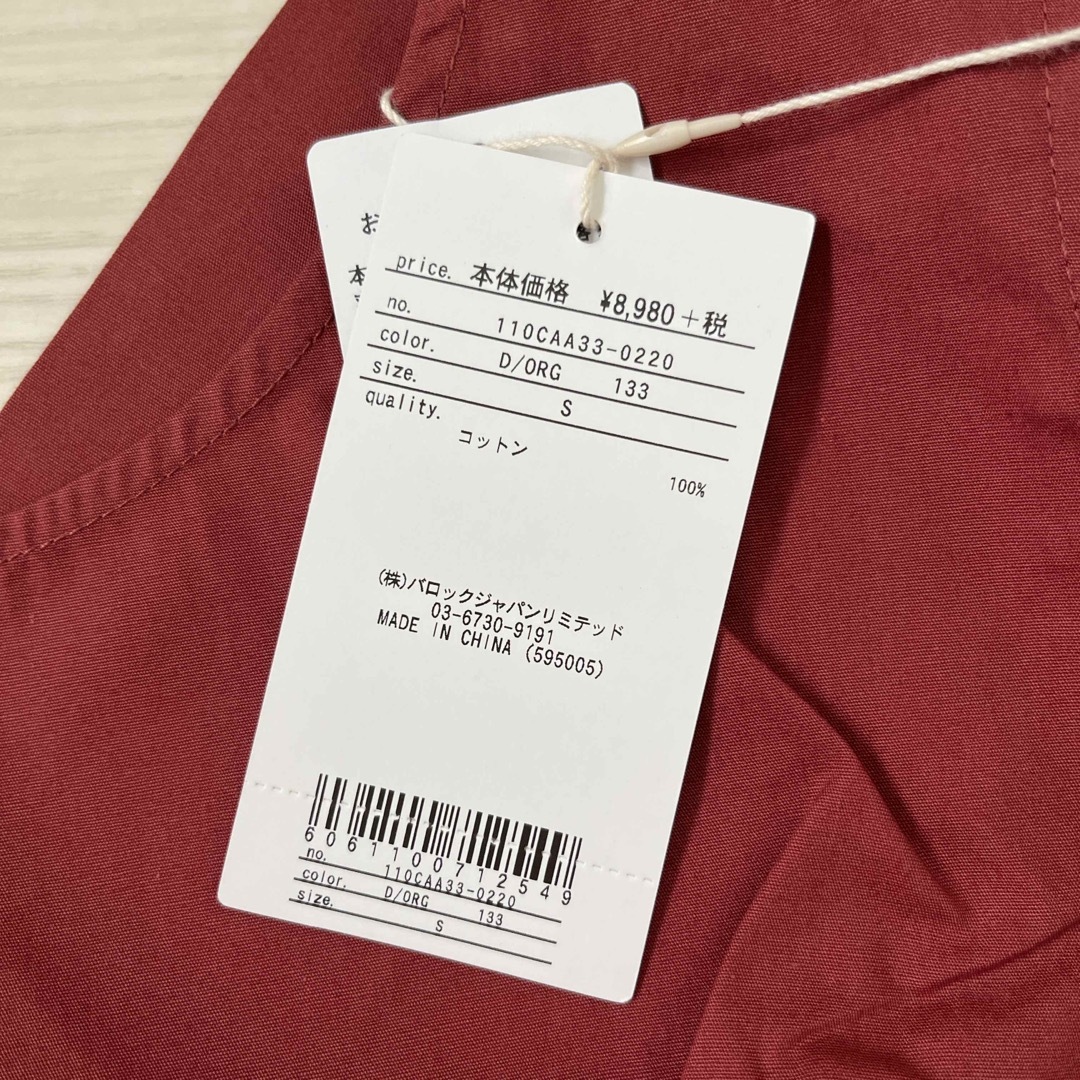 お
本
price. 本体価格 ¥8,980+税
no. 110CAA33-0220
color. D/ORG 133
size. S
quality.
コットン
100%
(株)バロックジャパンリミテッド
03-6730-9191
MADE IN CHINA (595005)
6061100712549
no. 110CAA33-0220
color. D/ORG 133
size. S